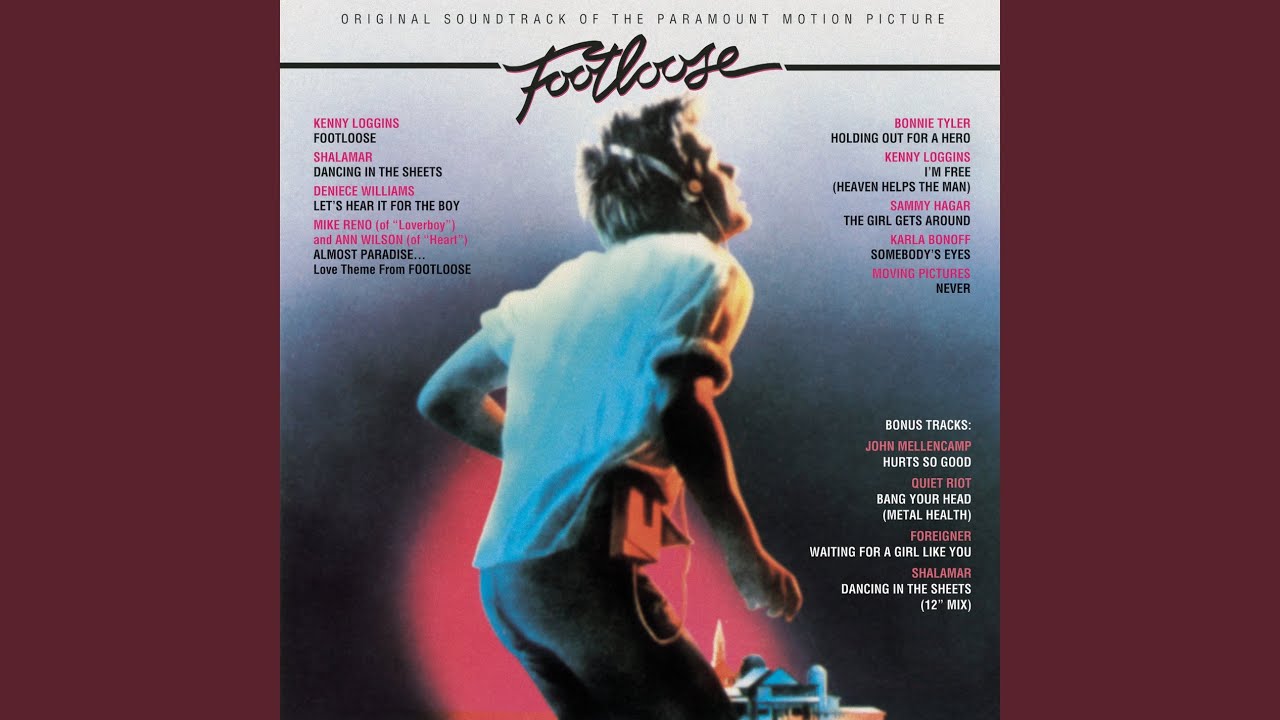 ORIGINAL SOUNDTRACK OF THE PARAMOUNT MOTION PICTURE
Footloose
KENNY LOGGINS
FOOTLOOSE
SHALAMAR
DANCING IN THE SHEETS
DENIECE WILLIAMS
LET'S HEAR IT FOR THE BOY
MIKE RENO (of “Loverboy”)
and ANN WILSON (of “Heart”)
ALMOST PARADISE…
Love Theme From FOOTLOOSE
BONNIE TYLER
HOLDING OUT FOR A HERO
KENNY LOGGINS
I'M FREE
(HEAVEN HELPS THE MAN)
SAMMY HAGAR
THE GIRL GETS AROUND
KARLA BONOFF
SOMEBODY'S EYES
MOVING PICTURES
NEVER
BONUS TRACKS:
JOHN MELLENCAMP
HURTS SO GOOD
QUIET RIOT
BANG YOUR HEAD
(METAL HEALTH)
FOREIGNER
WAITING FOR A GIRL LIKE YOU
SHALAMAR
DANCING IN THE SHEETS
(12” MIX)